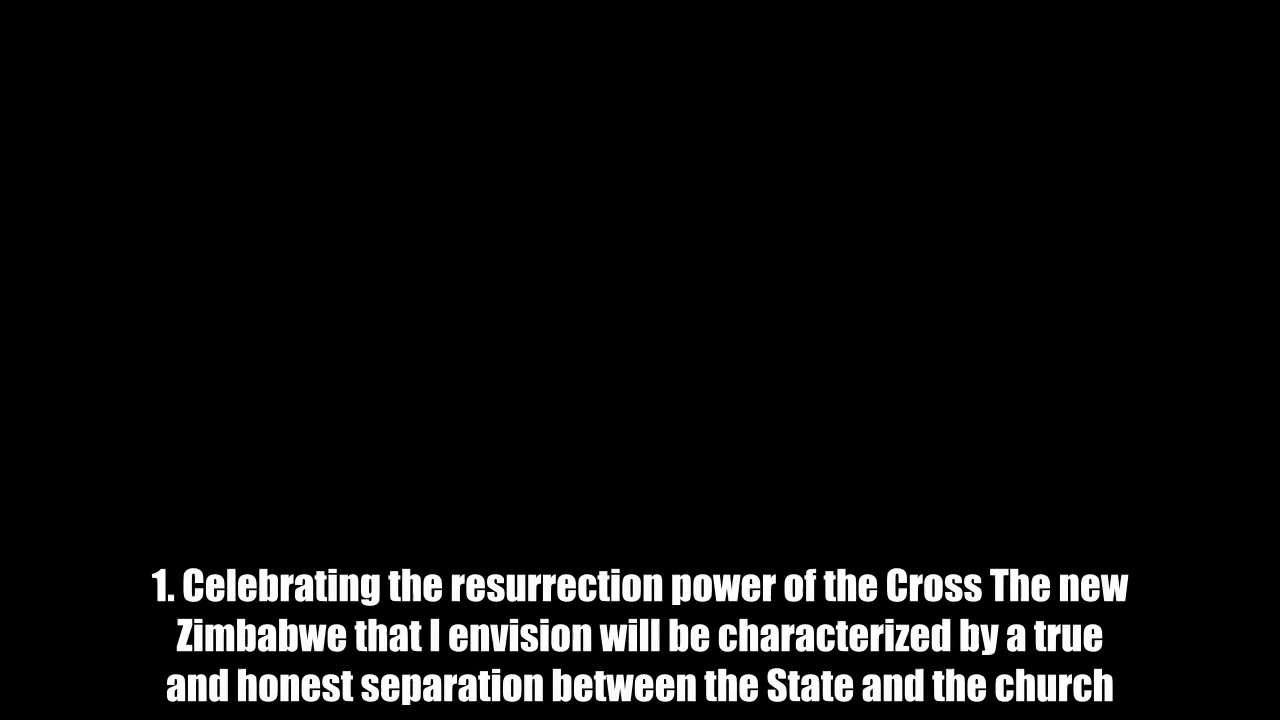 1. Celebrating the resurrection power of the Cross The new
Zimbabwe that I envision will be characterized by a true
and honest separation between the State and the church